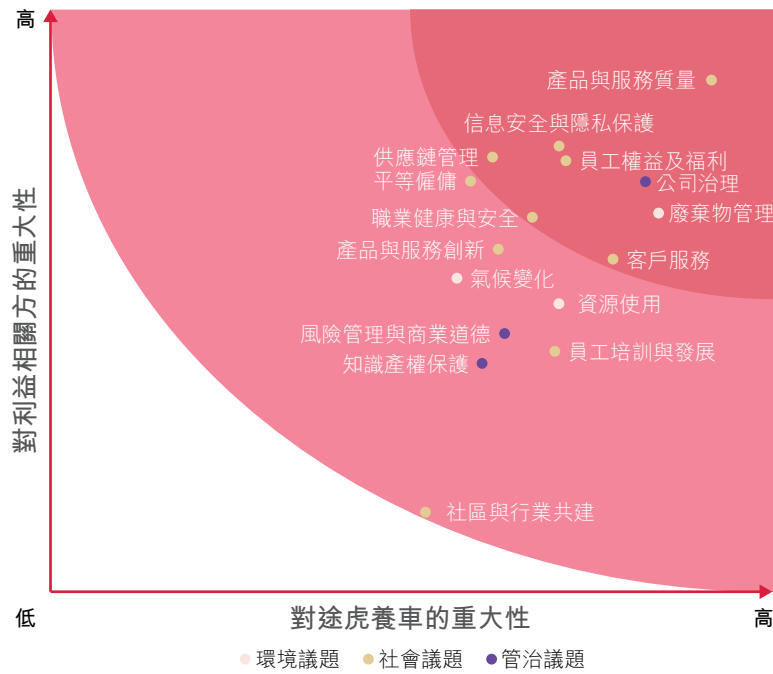 高
產品與服務質量
信息安全與隱私保護
供應鏈管理
員工權益及福利
平等僱傭
公司治理
職業健康與安全
廢棄物管理
產品與服務創新
客戶服務
氣候變化
資源使用
風險管理與商業道德
員工培訓與發展
知識產權保護
社區與行業共建
對利益相關方的重大性
低
對途虎養車的重大性
高
環境議題
社會議題
管治議題